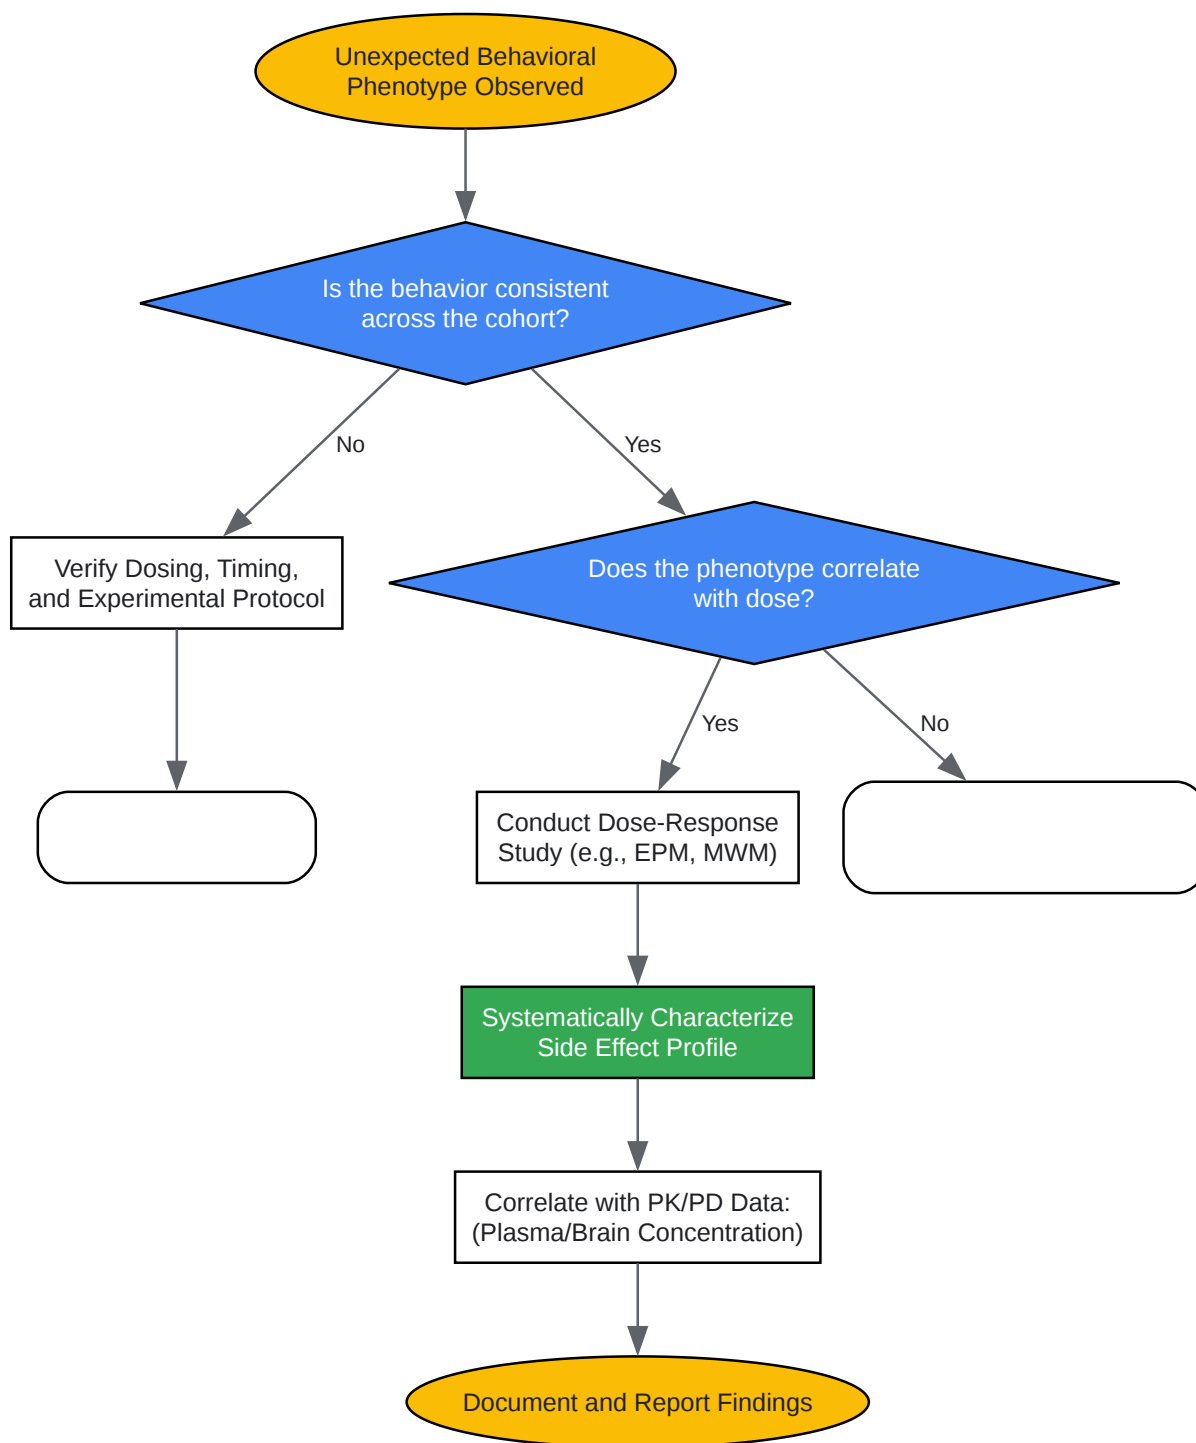 Unexpected Behavioral
Phenotype Observed
Is the behavior consistent
across the cohort?
No
Yes
Verify Dosing, Timing,
and Experimental Protocol
Does the phenotype correlate
with dose?
Yes
No
Conduct Dose-Response
Study (e.g., EPM, MWM)
Systematically Characterize
Side Effect Profile
Correlate with PK/PD Data:
(Plasma/Brain Concentration)
Document and Report Findings